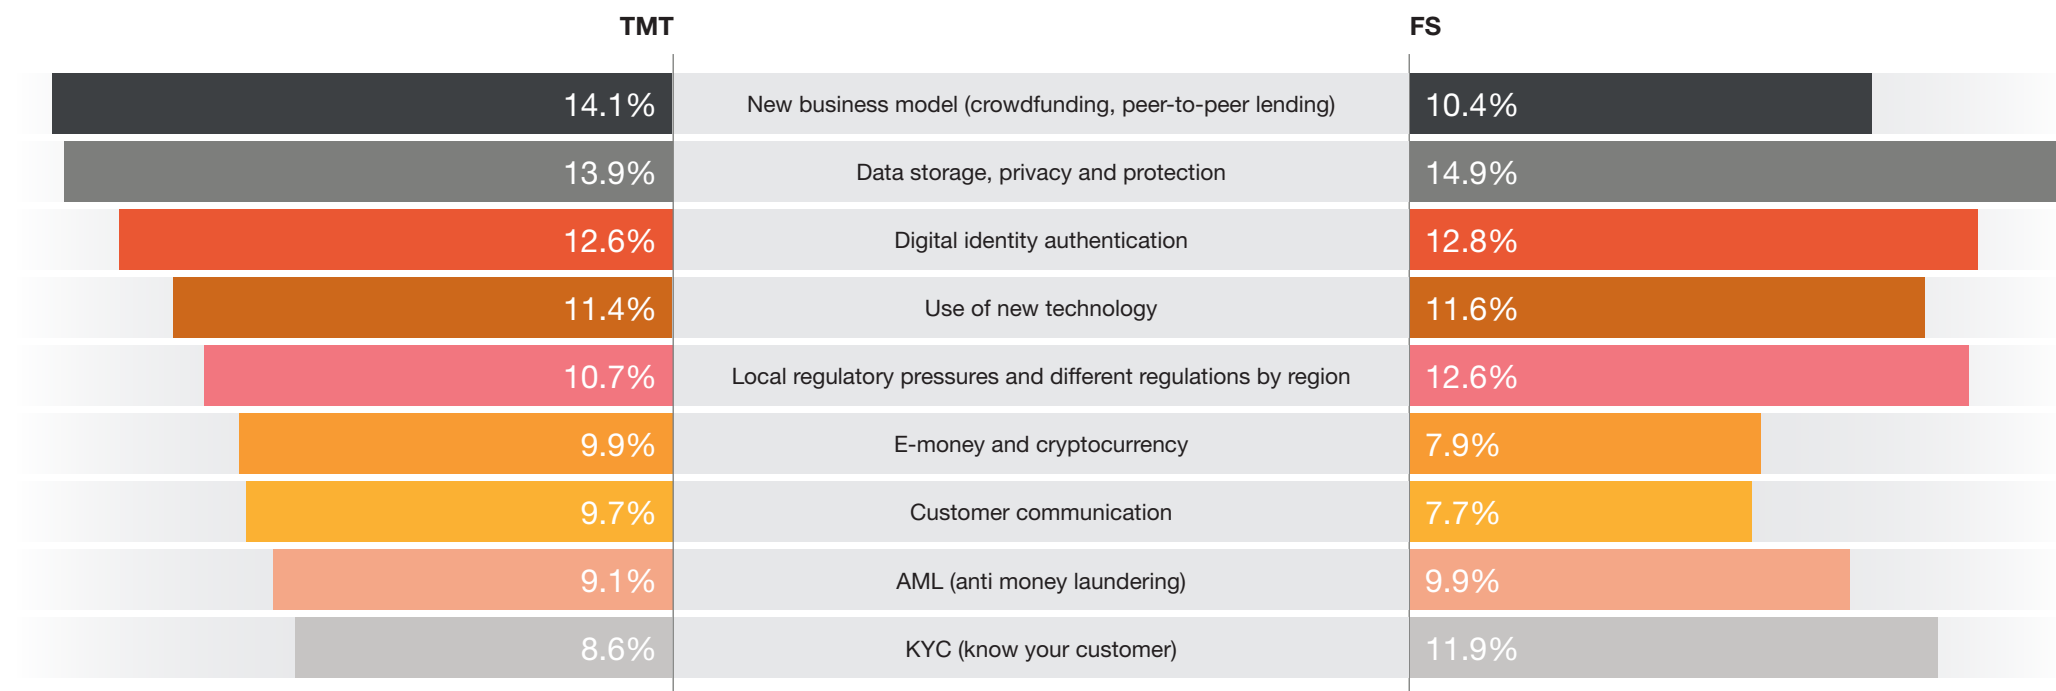 TMT FS
14.1% New business model (crowdfunding, peer-to-peer lending) 10.4%
13.9% Data storage, privacy and protection 14.9%
12.6% Digital identity authentication 12.8%
11.4% Use of new technology 11.6%
10.7% Local regulatory pressures and different regulations by region 12.6%
9.9% E-money and cryptocurrency 7.9%
9.7% Customer communication 7.7%
9.1% AML (anti money laundering) 9.9%
8.6% KYC (know your customer) 11.9%